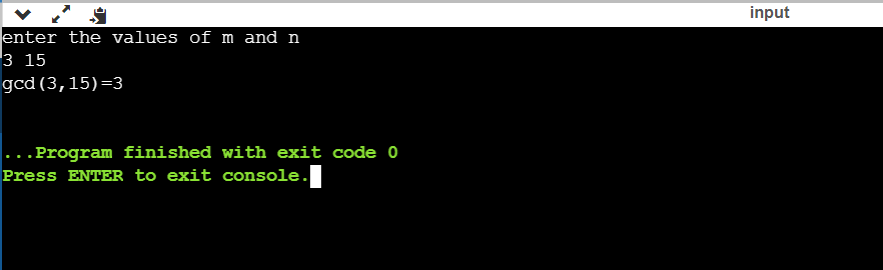 input
enter the values of m and n
3 15
gcd(3,15)=3
...Program finished with exit code 0
Press ENTER to exit console.